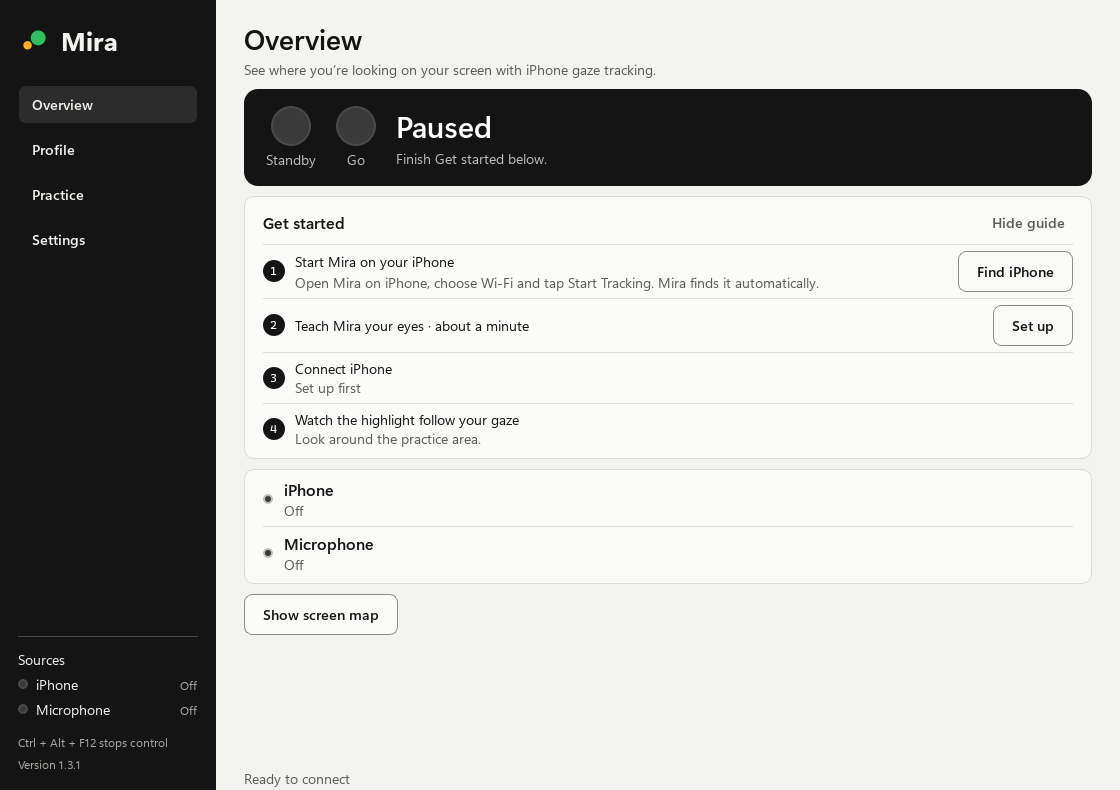 Mira
Overview
Profile
Practice
Settings
Sources
iPhone Off
Microphone Off
Ctrl + Alt + F12 stops control
Version 1.3.1
Overview
See where you're looking on your screen with iPhone gaze tracking.
Standby
Go
Paused
Finish Get started below.
Get started
Hide guide
1
Start Mira on your iPhone
Open Mira on iPhone, choose Wi-Fi and tap Start Tracking. Mira finds it automatically.
Find iPhone
2
Teach Mira your eyes · about a minute
Set up
3
Connect iPhone
Set up first
4
Watch the highlight follow your gaze
Look around the practice area.
iPhone
Off
Microphone
Off
Show screen map
Ready to connect